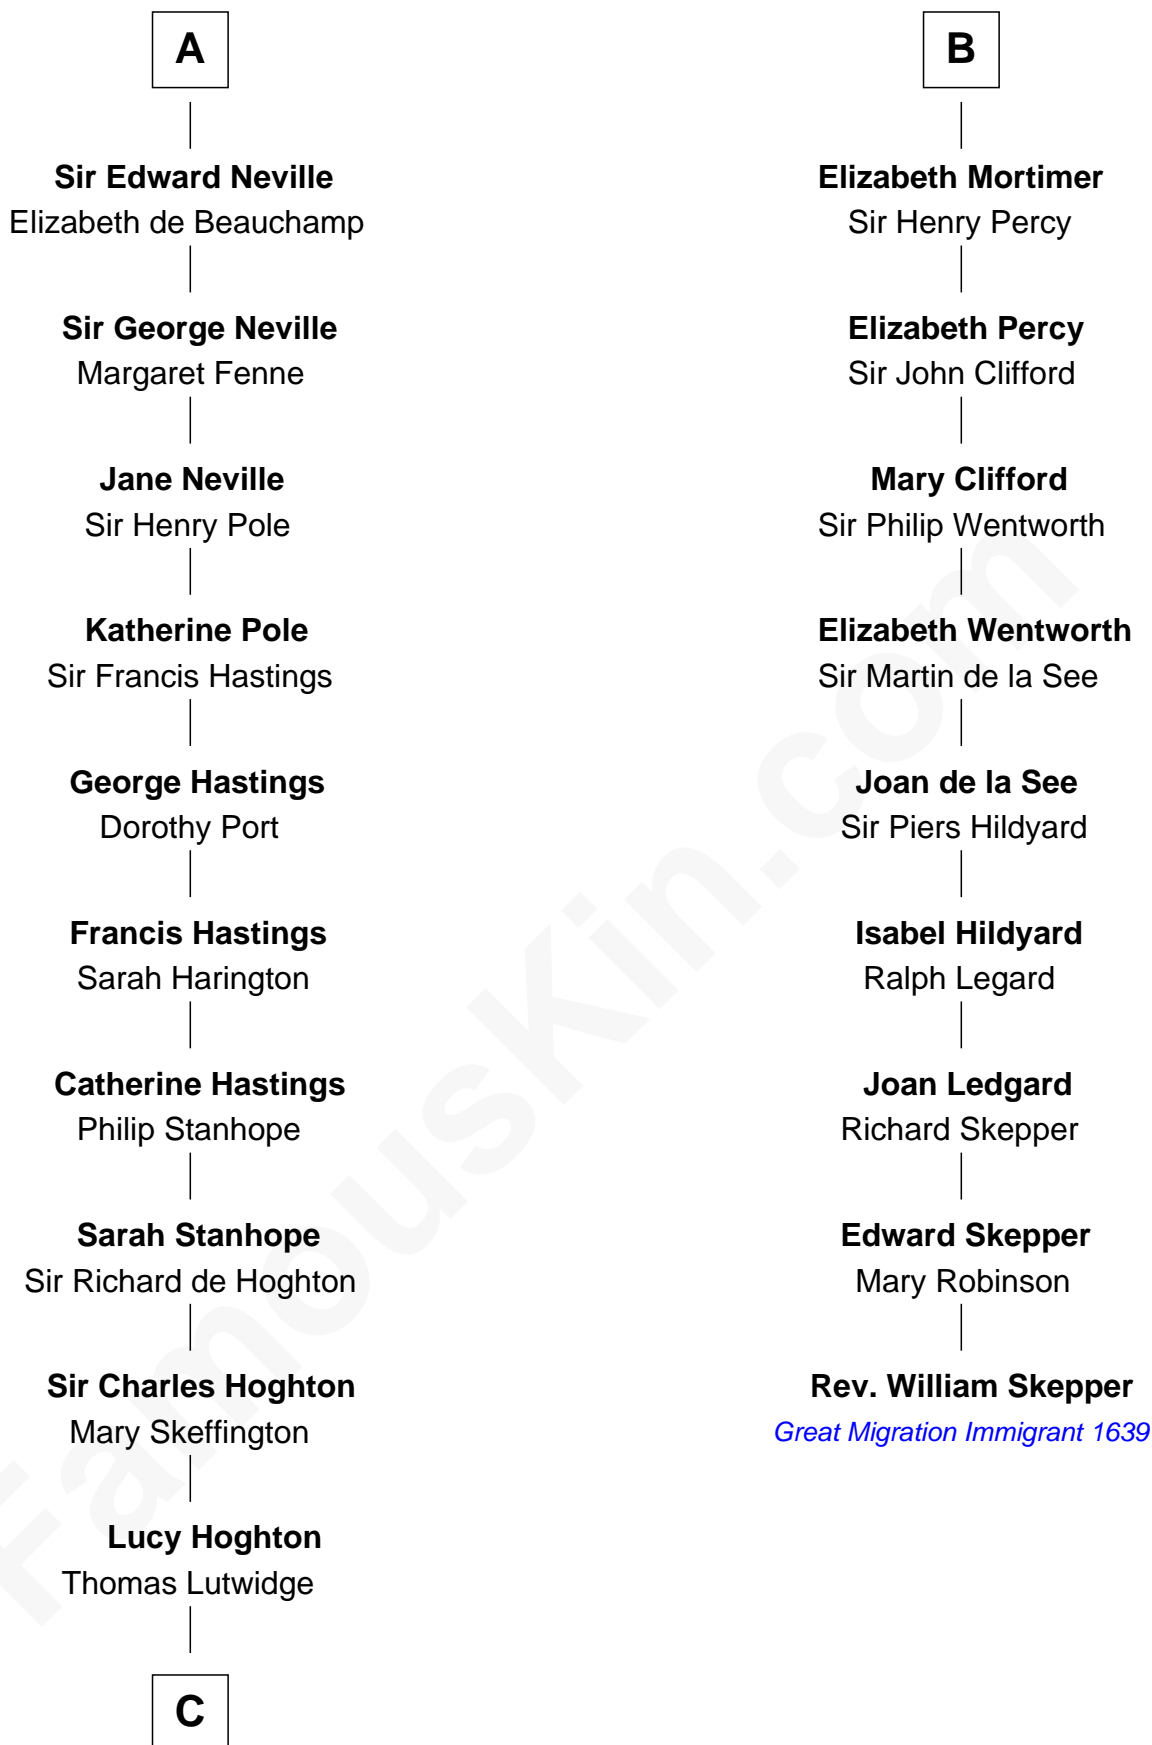 A
Sir Edward Neville
Elizabeth de Beauchamp
Sir George Neville
Margaret Fenne
Jane Neville
Sir Henry Pole
Katherine Pole
Sir Francis Hastings
George Hastings
Dorothy Port
Francis Hastings
Sarah Harington
Catherine Hastings
Philip Stanhope
Sarah Stanhope
Sir Richard de Hoghton
Sir Charles Hoghton
Mary Skeffington
Lucy Hoghton
Thomas Lutwidge
C
B
Elizabeth Mortimer
Sir Henry Percy
Elizabeth Percy
Sir John Clifford
Mary Clifford
Sir Philip Wentworth
Elizabeth Wentworth
Sir Martin de la See
Joan de la See
Sir Piers Hildyard
Isabel Hildyard
Ralph Legard
Joan Ledgard
Richard Skepper
Edward Skepper
Mary Robinson
Rev. William Skepper
Great Migration Immigrant 1639
FamousKin.com